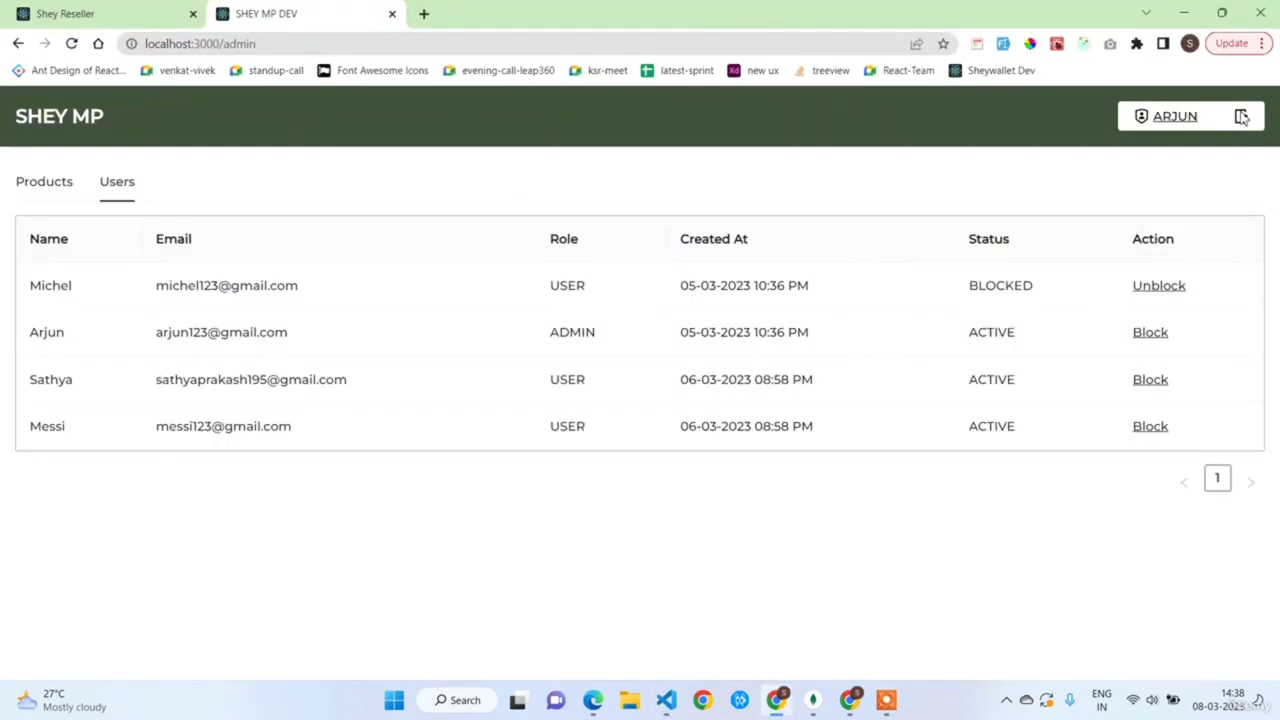 Shey Reseller
SHEY MP DEV
localhost:3000/admin
S
Update
Ant Design of React...
venkat-vivek
standup-call
Font Awesome Icons
evening-call-leap360
ksr-meet
latest-sprint
Xd new ux
treeview
React-Team
Sheywallet Dev
SHEY MP
ARJUN
Products Users
Name Email Role Created At Status Action
Michel michel123@gmail.com USER 05-03-2023 10:36 PM BLOCKED Unblock
Arjun arjun123@gmail.com ADMIN 05-03-2023 10:36 PM ACTIVE Block
Sathya sathyaprakash195@gmail.com USER 06-03-2023 08:58 PM ACTIVE Block
Messi messi123@gmail.com USER 06-03-2023 08:58 PM ACTIVE Block
< 1 >
27°C
Mostly cloudy
Search
ENG
IN
14:38
08-03-2023